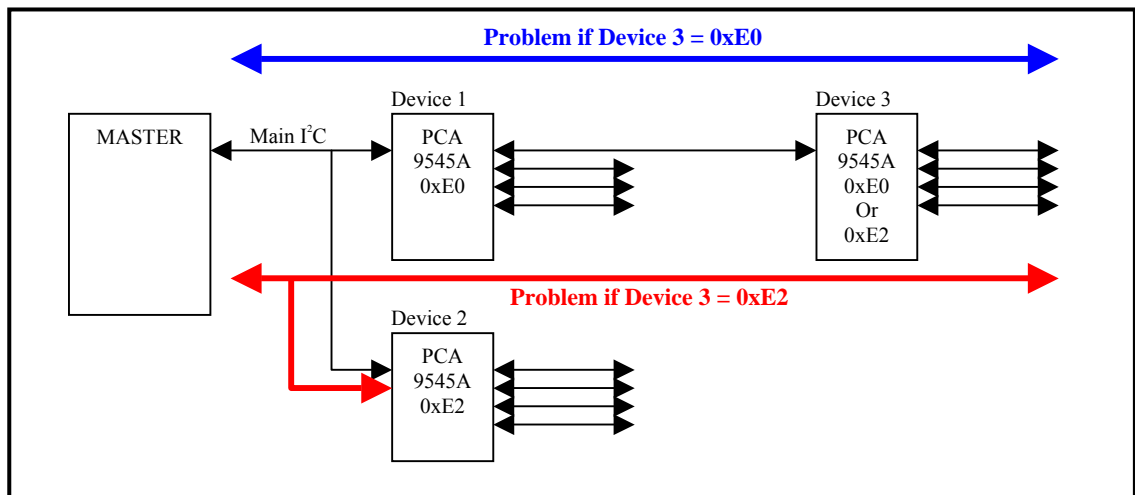 Problem if Device 3 = 0xE0
Device 1
Device 3
MASTER
Main I²C
PCA
9545A
0xE0
PCA
9545A
0xE0
Or
0xE2
Problem if Device 3 = 0xE2
Device 2
PCA
9545A
0xE2